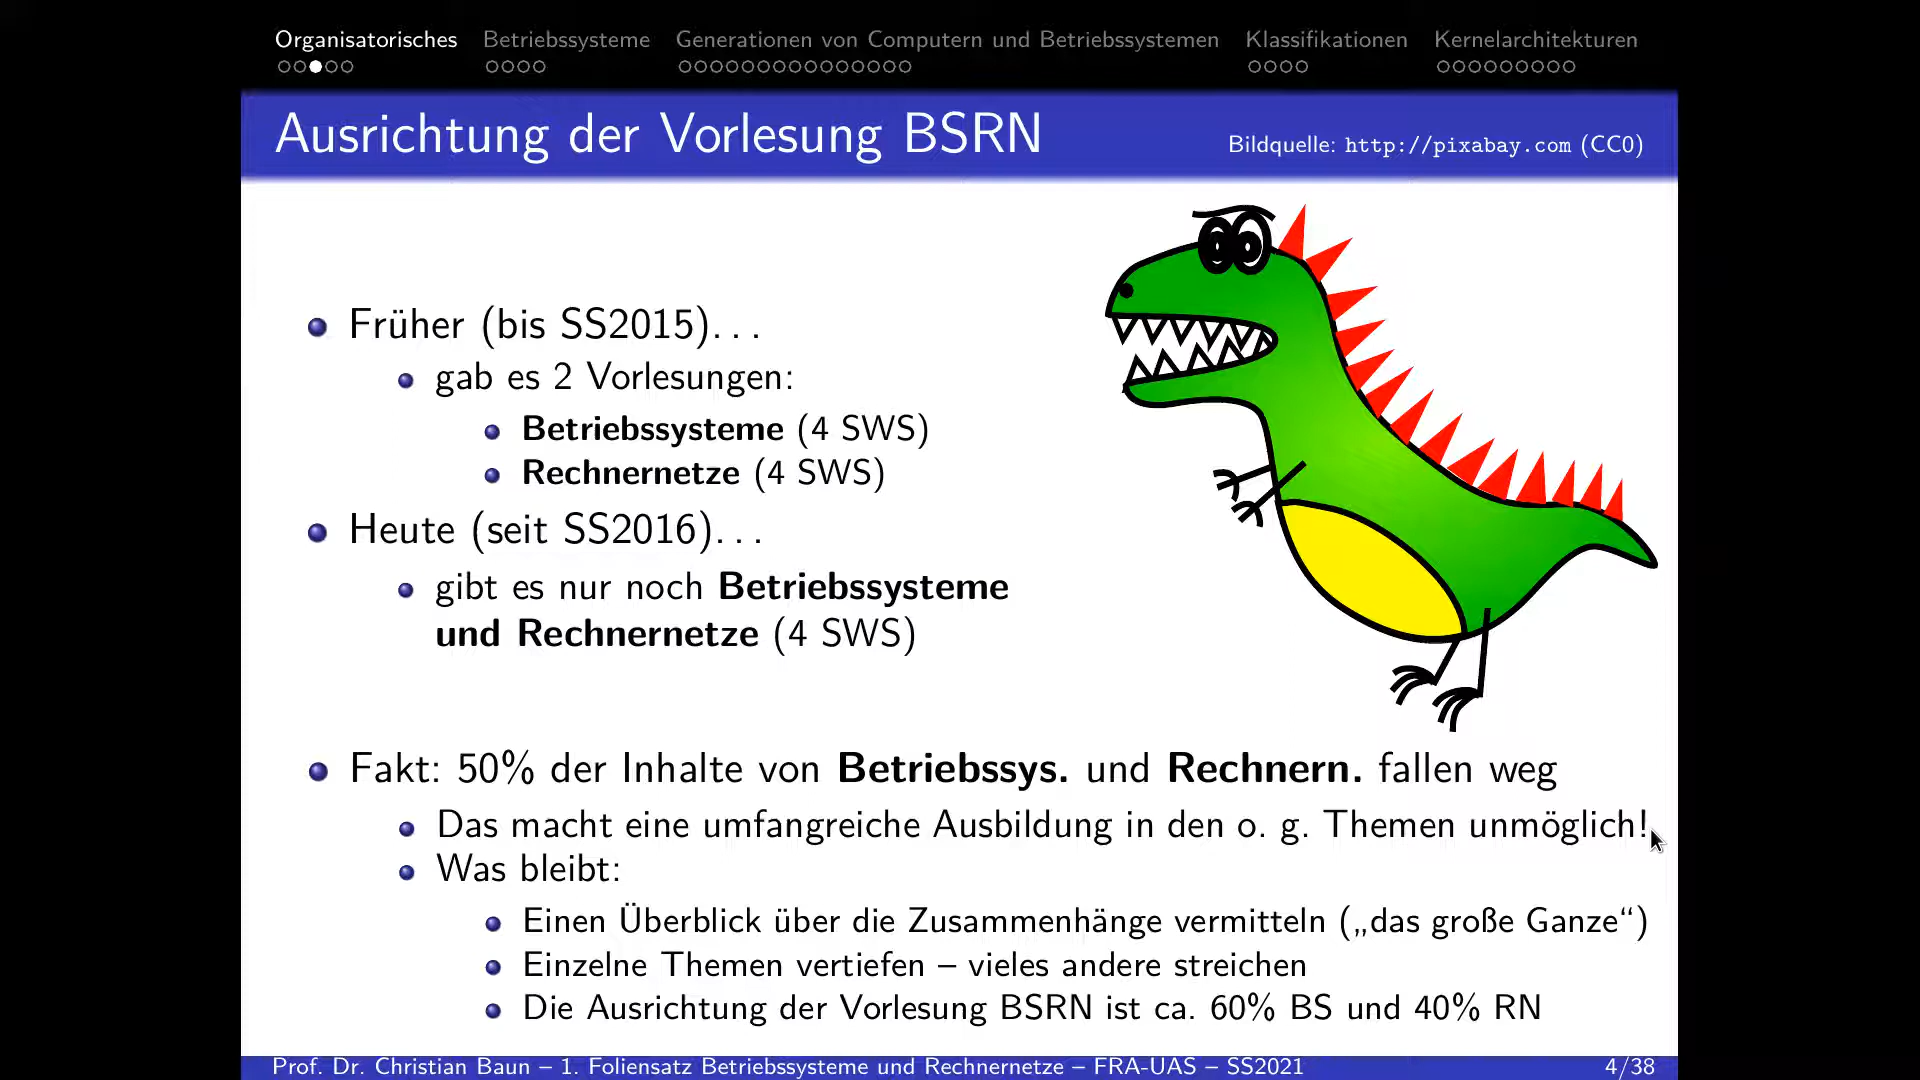 Organisatorisches Betriebssysteme Generationen von Computern und Betriebssystemen Klassifikationen Kernelarchitekturen
Ausrichtung der Vorlesung BSRN
Bildquelle: http://pixabay.com (CC0)
Früher (bis SS2015)...
gab es 2 Vorlesungen:
Betriebssysteme (4 SWS)
Rechnernetze (4 SWS)
Heute (seit SS2016)...
gibt es nur noch Betriebssysteme
und Rechnernetze (4 SWS)
Fakt: 50% der Inhalte von Betriebssys. und Rechnern. fallen weg
Das macht eine umfangreiche Ausbildung in den o. g. Themen unmöglich!
Was bleibt:
Einen Überblick über die Zusammenhänge vermitteln („das große Ganze“)
Einzelne Themen vertiefen – vieles andere streichen
Die Ausrichtung der Vorlesung BSRN ist ca. 60% BS und 40% RN
Prof. Dr. Christian Baun – 1. Foliensatz Betriebssysteme und Rechnernetze – FRA-UAS – SS2021 4/38